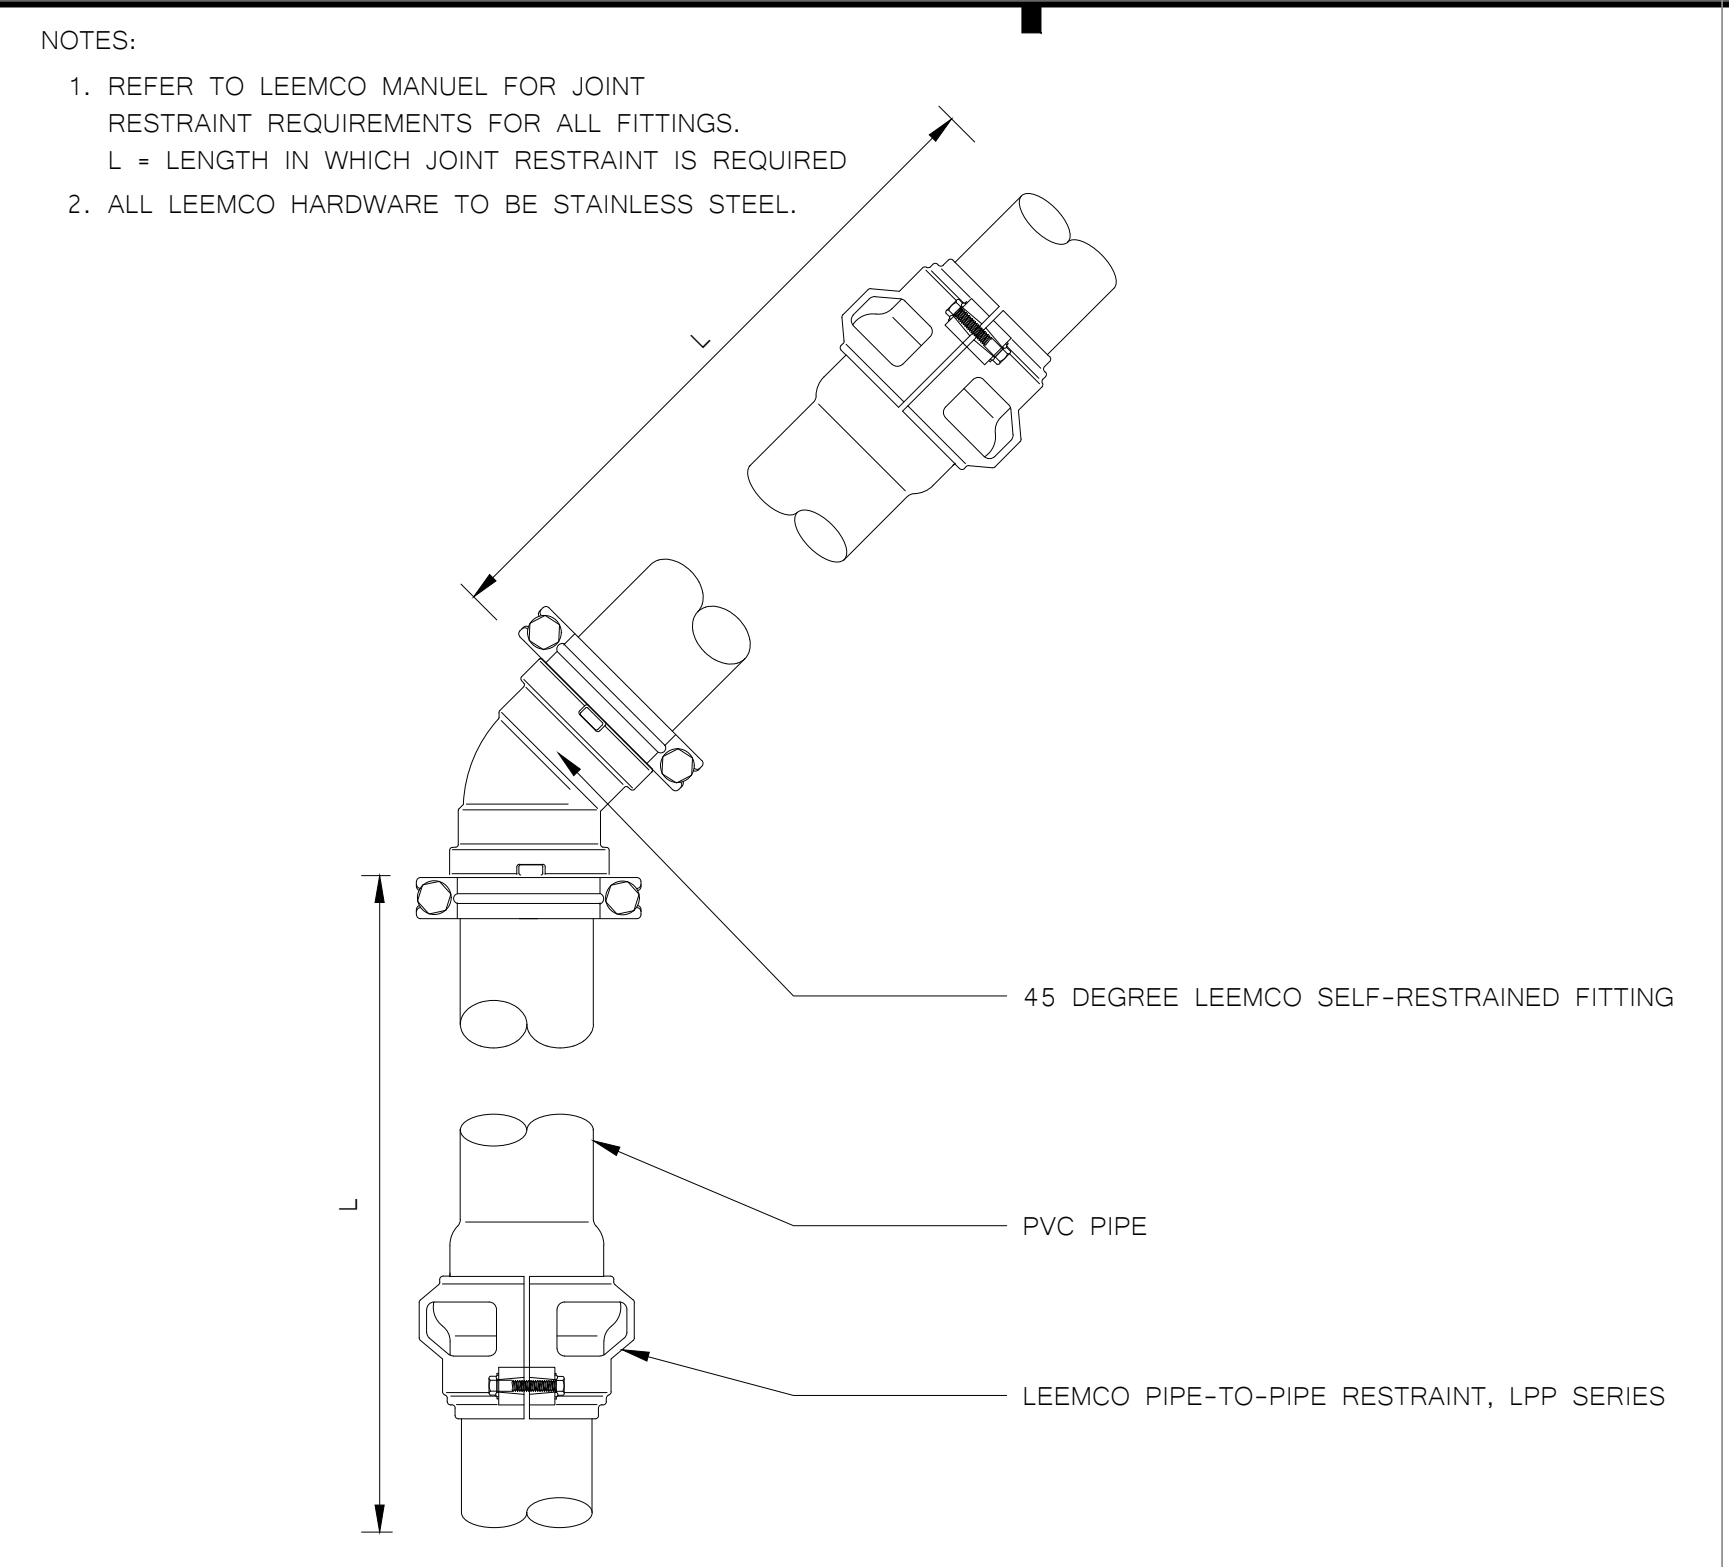 NOTES:
1. REFER TO LEEMCO MANUEL FOR JOINT
RESTRAINT REQUIREMENTS FOR ALL FITTINGS.
L = LENGTH IN WHICH JOINT RESTRAINT IS REQUIRED
2. ALL LEEMCO HARDWARE TO BE STAINLESS STEEL.
L
45 DEGREE LEEMCO SELF-RESTRAINED FITTING
L
PVC PIPE
LEEMCO PIPE-TO-PIPE RESTRAINT, LPP SERIES